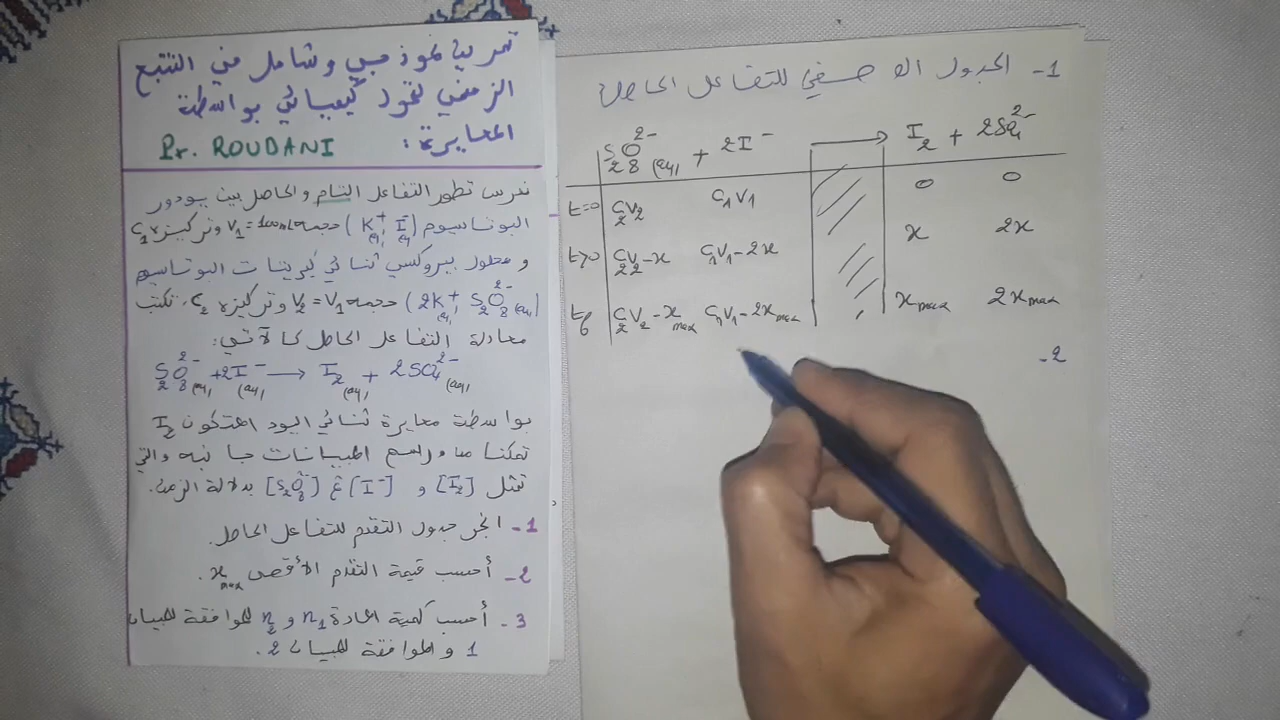 تمرين نموذجي وشامل في التتبع
الزمني لتحول كيميائي بواسطة
المعايرة :
Pr. ROUDANI
ندرس تطور التفاعل التام والحاصل بين يودور
البوتاسيوم (K⁺(aq), I⁻(aq)) حجمه V₁=100mL وتركيزه C₁
و محلول بيروكسي ثنائي كبريتات البوتاسيوم
(2K⁺(aq), S₂O₈²⁻(aq)) حجمه V₂=V₁ وتركيزه C₂، تكتب
معادلة التفاعل الحاصل كالآتي:
S₂O₈²⁻(aq) + 2I⁻(aq) ⟶ I₂(aq) + 2SO₄²⁻(aq)
بواسطة معايرة ثنائي اليود المتكون I₂
تمكنا من رسم المبيانات جانبه والتي
تمثل [I₂] و [I⁻] و [S₂O₈²⁻] بدلالة الزمن.
1- انجز جدول التقدم للتفاعل الحاصل.
2- أحسب قيمة التقدم الأقصى xmax.
3- أحسب كمية المادة n₁ و n₂ الموافقة للمبيان
1 و الموافقة للمبيان 2.
1- الجدول الوصفي للتفاعل الحاصل
S₂O₈²⁻(aq) + 2I⁻ ⟶ I₂ + 2SO₄²⁻
t=0 C₂V₂ C₁V₁ 0 0
t>0 C₂V₂-x C₁V₁-2x x 2x
tf C₂V₂-xmax C₁V₁-2xmax xmax 2xmax
2-